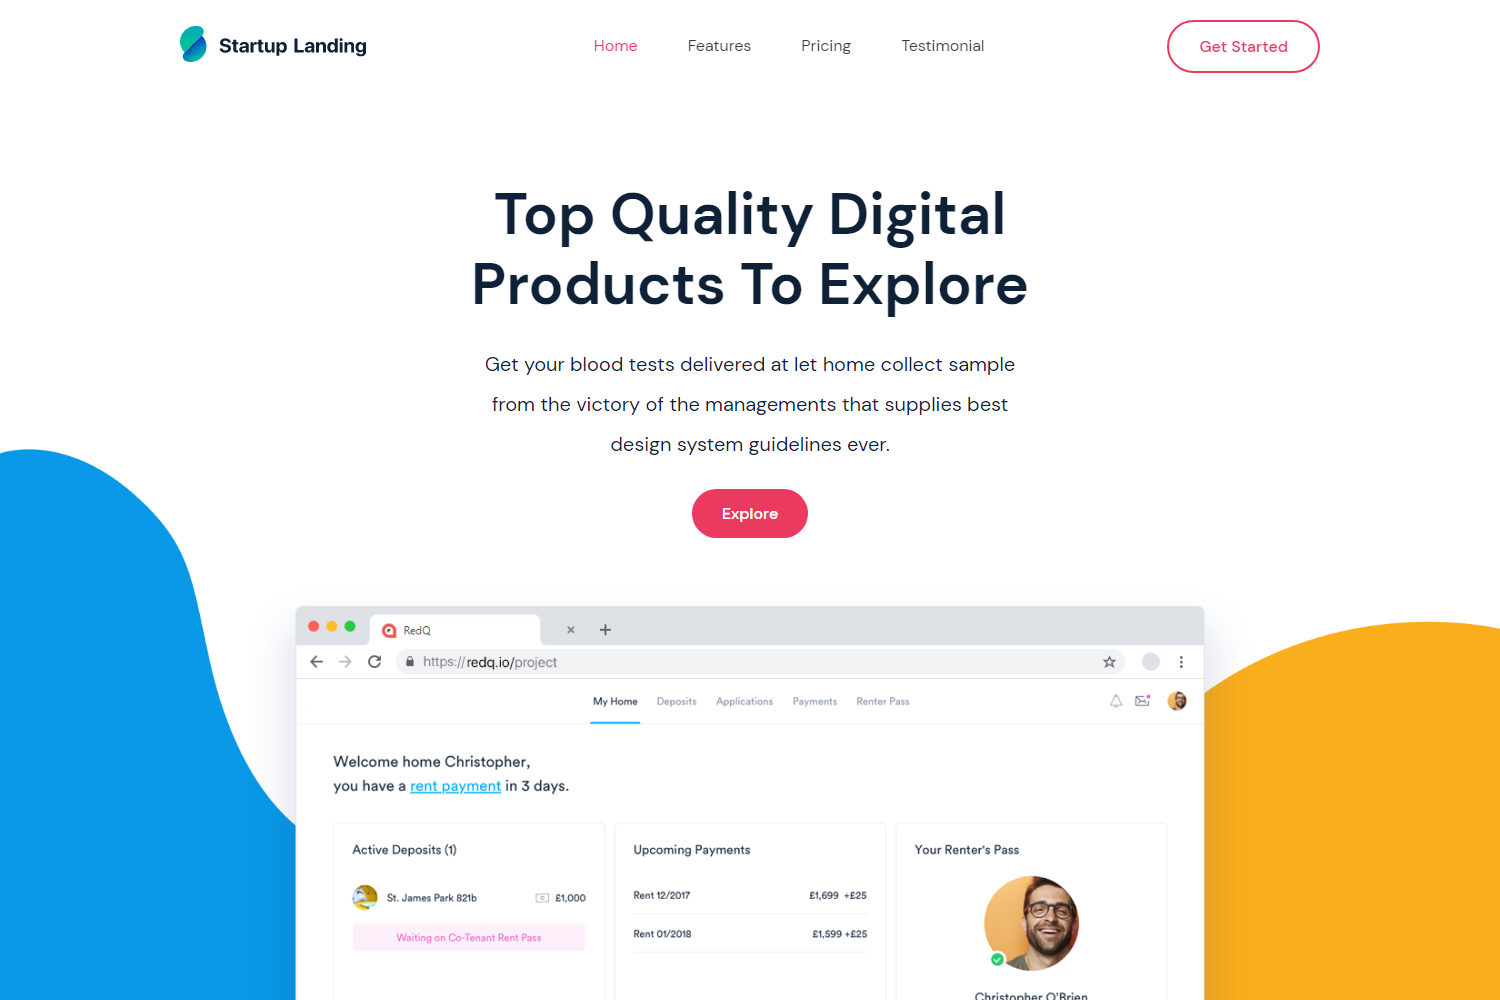 Startup Landing
Home
Features
Pricing
Testimonial
Get Started
Top Quality Digital
Products To Explore
Get your blood tests delivered at let home collect sample
from the victory of the managements that supplies best
design system guidelines ever.
Explore
RedQ
https://redq.io/project
My Home
Deposits
Applications
Payments
Renter Pass
Welcome home Christopher,
you have a rent payment in 3 days.
Active Deposits (1)
St. James Park 821b £1,000
Waiting on Co-Tenant Rent Pass
Upcoming Payments
Rent 12/2017 £1,699 +£25
Rent 01/2018 £1,599 +£25
Your Renter's Pass
Christopher O'Brien